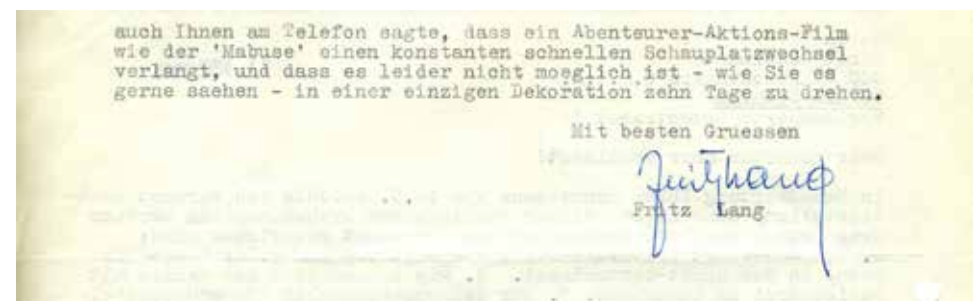 auch Ihnen am Telefon sagte, dass ein Abenteurer-Aktions-Film
wie der 'Mabuse' einen konstanten schnellen Schauplatzwechsel
verlangt, und dass es leider nicht moeglich ist - wie Sie es
gerne saehen - in einer einzigen Dekoration zehn Tage zu drehen.
Mit besten Gruessen
Fritz Lang
Fritz Lang